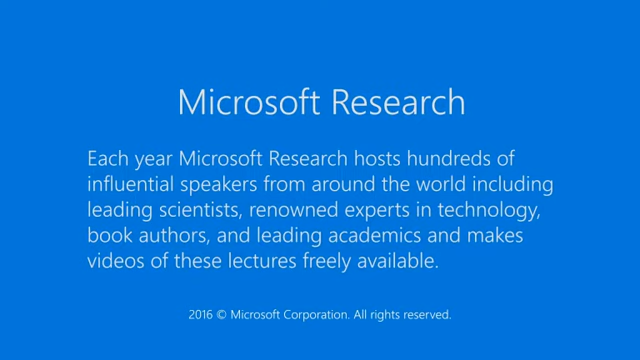 Microsoft Research
Each year Microsoft Research hosts hundreds of
influential speakers from around the world including
leading scientists, renowned experts in technology,
book authors, and leading academics and makes
videos of these lectures freely available.
2016 © Microsoft Corporation. All rights reserved.